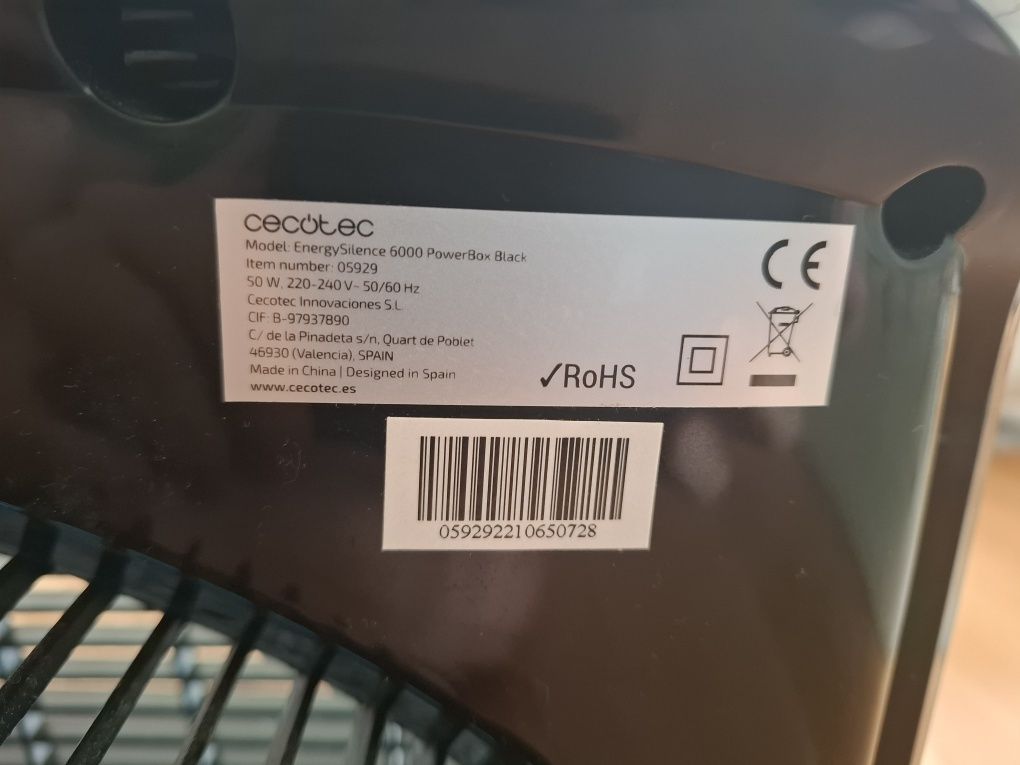 cecotec
Model: EnergySilence 6000 PowerBox Black
Item number: 05929
50 W, 220-240 V~ 50/60 Hz
Cecotec Innovaciones S.L.
CIF: B-97937890
C/ de la Pinadeta s/n, Quart de Poblet
46930 (Valencia), SPAIN
Made in China | Designed in Spain
www.cecotec.es
CE
✓RoHS
059292210650728